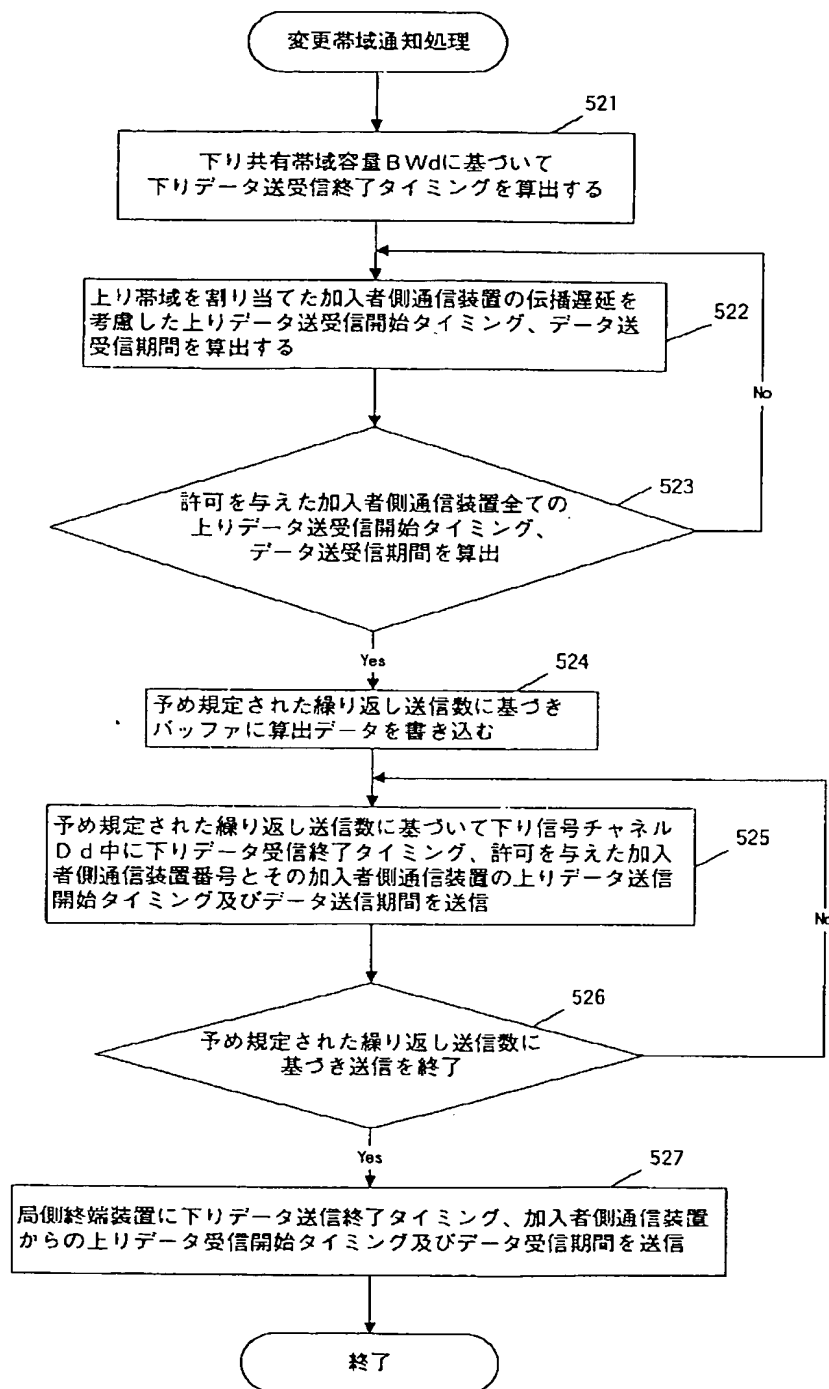 変更帯域通知処理
521
下り共有帯域容量BWdに基づいて
下りデータ送受信終了タイミングを算出する
上り帯域を割り当てた加入者側通信装置の伝播遅延を
考慮した上りデータ送受信開始タイミング、データ送
受信期間を算出する
522
No
523
許可を与えた加入者側通信装置全ての
上りデータ送受信開始タイミング、
データ送受信期間を算出
Yes
524
予め規定された繰り返し送信数に基づき
バッファに算出データを書き込む
予め規定された繰り返し送信数に基づいて下り信号チャネル
Dd中に下りデータ受信終了タイミング、許可を与えた加入
者側通信装置番号とその加入者側通信装置の上りデータ送信
開始タイミング及びデータ送信期間を送信
525
No
526
予め規定された繰り返し送信数に
基づき送信を終了
Yes
527
局側終端装置に下りデータ送信終了タイミング、加入者側通信装置
からの上りデータ受信開始タイミング及びデータ受信期間を送信
終了